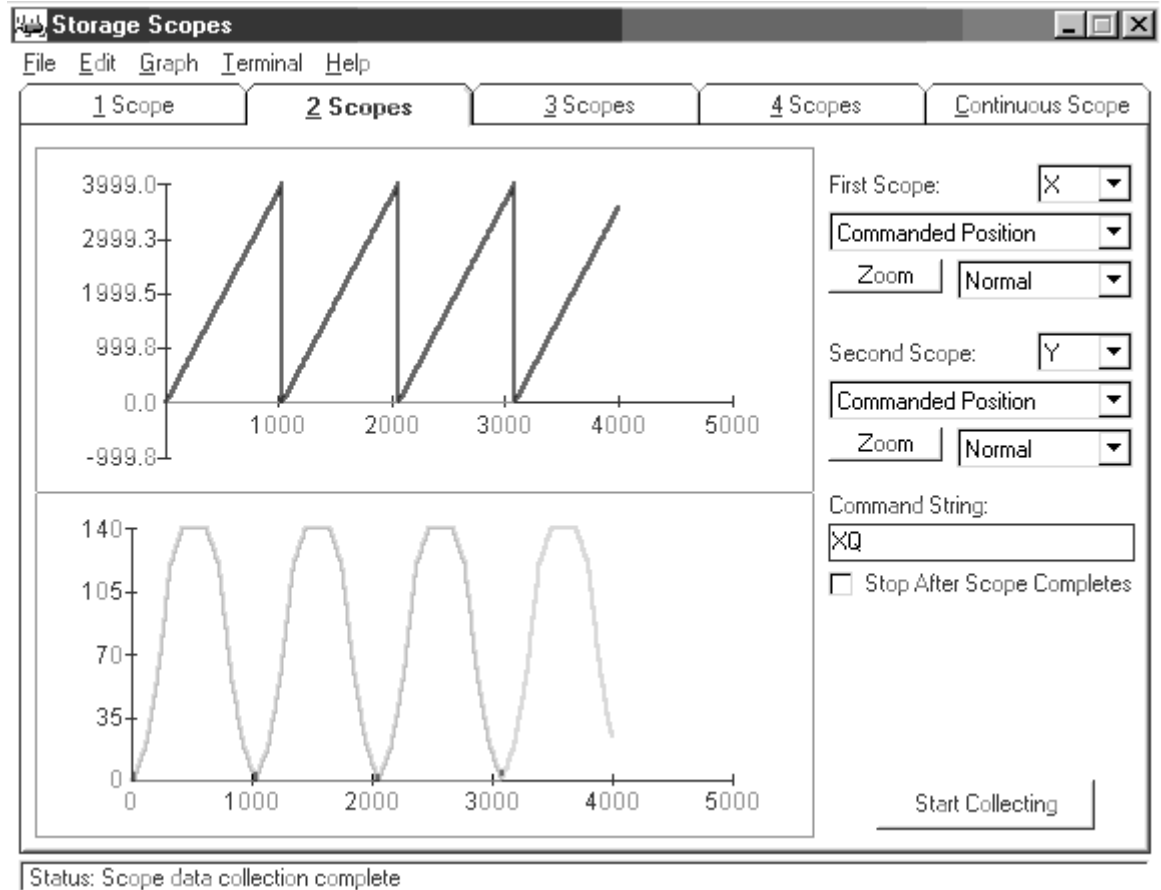 Storage Scopes
File Edit Graph Terminal Help
1 Scope 2 Scopes 3 Scopes 4 Scopes Continuous Scope
3999.0
2999.3
1999.5
999.8
0.0
-999.8
1000 2000 3000 4000 5000
140
105
70
35
0
0 1000 2000 3000 4000 5000
First Scope: X
Commanded Position
Zoom Normal
Second Scope: Y
Commanded Position
Zoom Normal
Command String:
XQ
Stop After Scope Completes
Start Collecting
Status: Scope data collection complete